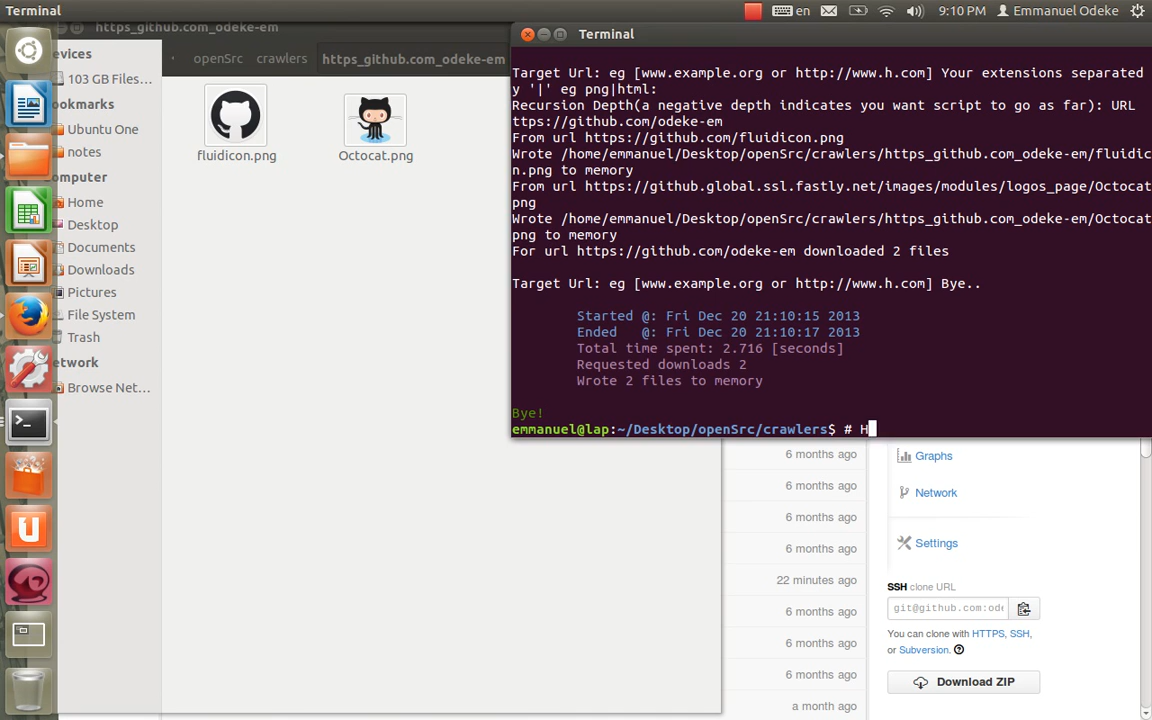 Terminal
en
9:10 PM
Emmanuel Odeke
https_github.com_odeke-em
openSrc
crawlers
https_github.com_odeke-em
evices
103 GB Files...
ookmarks
Ubuntu One
notes
omputer
Home
Desktop
Documents
Downloads
Pictures
File System
Trash
etwork
Browse Net...
fluidicon.png
Octocat.png
Terminal
Target Url: eg [www.example.org or http://www.h.com] Your extensions separated
y '|' eg png|html:
Recursion Depth(a negative depth indicates you want script to go as far): URL
ttps://github.com/odeke-em
From url https://github.com/fluidicon.png
Wrote /home/emmanuel/Desktop/openSrc/crawlers/https_github.com_odeke-em/fluidic
n.png to memory
From url https://github.global.ssl.fastly.net/images/modules/logos_page/Octocat
png
Wrote /home/emmanuel/Desktop/openSrc/crawlers/https_github.com_odeke-em/Octocat
png to memory
For url https://github.com/odeke-em downloaded 2 files
Target Url: eg [www.example.org or http://www.h.com] Bye..
Started @: Fri Dec 20 21:10:15 2013
Ended @: Fri Dec 20 21:10:17 2013
Total time spent: 2.716 [seconds]
Requested downloads 2
Wrote 2 files to memory
Bye!
emmanuel@lap:~/Desktop/openSrc/crawlers$ # H
6 months ago
6 months ago
6 months ago
6 months ago
22 minutes ago
6 months ago
6 months ago
6 months ago
a month ago
Graphs
Network
Settings
SSH clone URL
git@github.com:ode
You can clone with HTTPS, SSH,
or Subversion.
Download ZIP